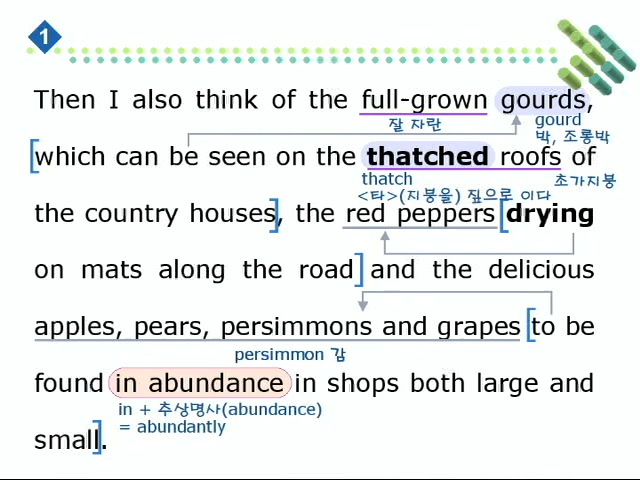 1
Then I also think of the full-grown gourds,
잘 자란
gourd
박, 조롱박
[which can be seen on the thatched roofs of
thatch
<타>(지붕을) 짚으로 이다
초가지붕
the country houses], the red peppers [drying
on mats along the road] and the delicious
apples, pears, persimmons and grapes [to be
persimmon 감
found in abundance in shops both large and
in + 추상명사(abundance)
= abundantly
small].